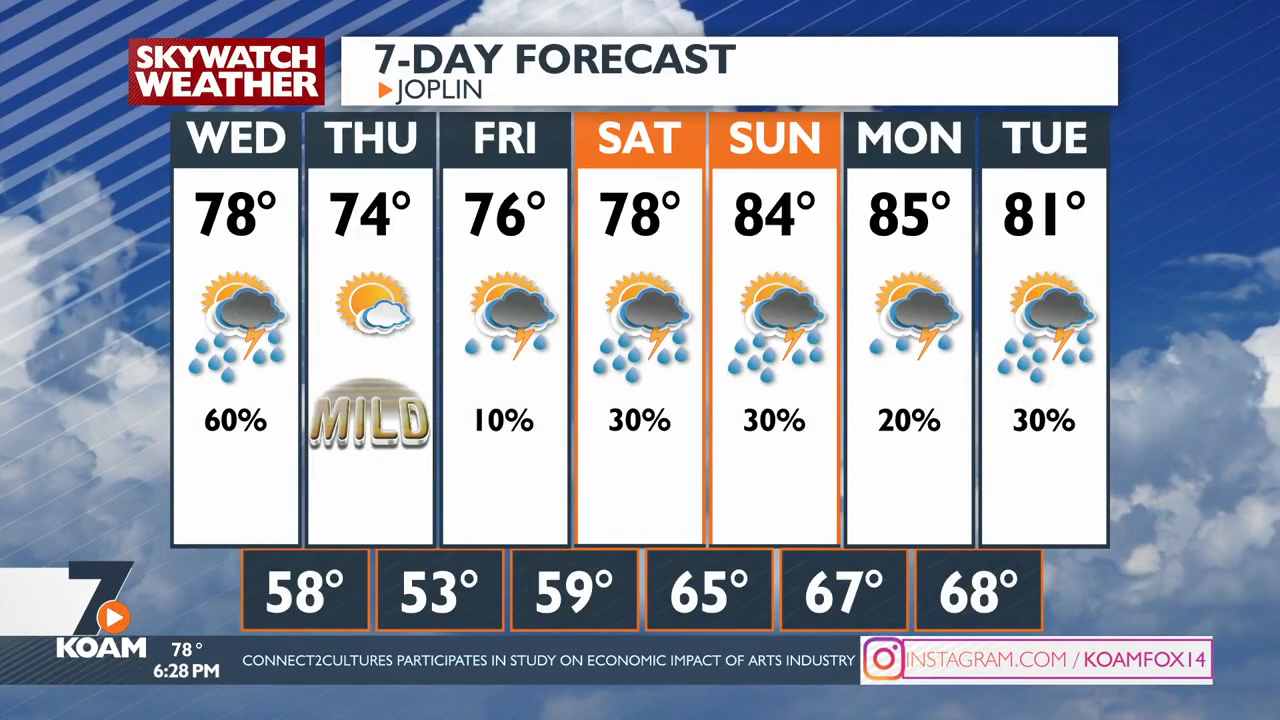 SKYWATCH
WEATHER
7-DAY FORECAST
JOPLIN
WED THU FRI SAT SUN MON TUE
78° 74° 76° 78° 84° 85° 81°
MILD
60% 10% 30% 30% 20% 30%
58° 53° 59° 65° 67° 68°
7
KOAM
78°
6:28 PM
CONNECT2CULTURES PARTICIPATES IN STUDY ON ECONOMIC IMPACT OF ARTS INDUSTRY
INSTAGRAM.COM / KOAMFOX14